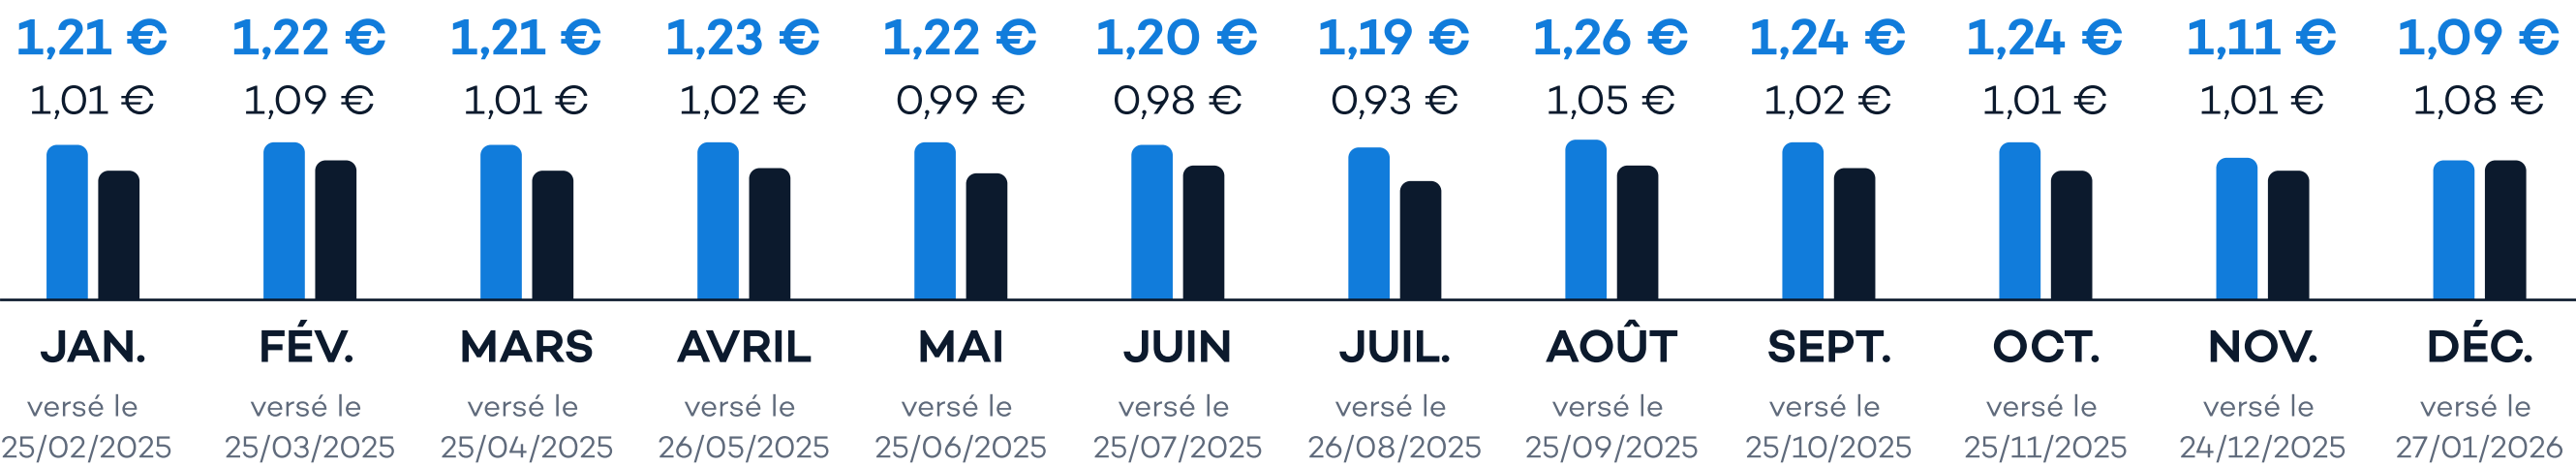 1,21 € 1,22 € 1,21 € 1,23 € 1,22 € 1,20 € 1,19 € 1,26 € 1,24 € 1,24 € 1,11 € 1,09 €
1,01 € 1,09 € 1,01 € 1,02 € 0,99 € 0,98 € 0,93 € 1,05 € 1,02 € 1,01 € 1,01 € 1,08 €
JAN. FÉV. MARS AVRIL MAI JUIN JUIL. AOÛT SEPT. OCT. NOV. DÉC.
versé le versé le versé le versé le versé le versé le versé le versé le versé le versé le versé le versé le
25/02/2025 25/03/2025 25/04/2025 26/05/2025 25/06/2025 25/07/2025 26/08/2025 25/09/2025 25/10/2025 25/11/2025 24/12/2025 27/01/2026